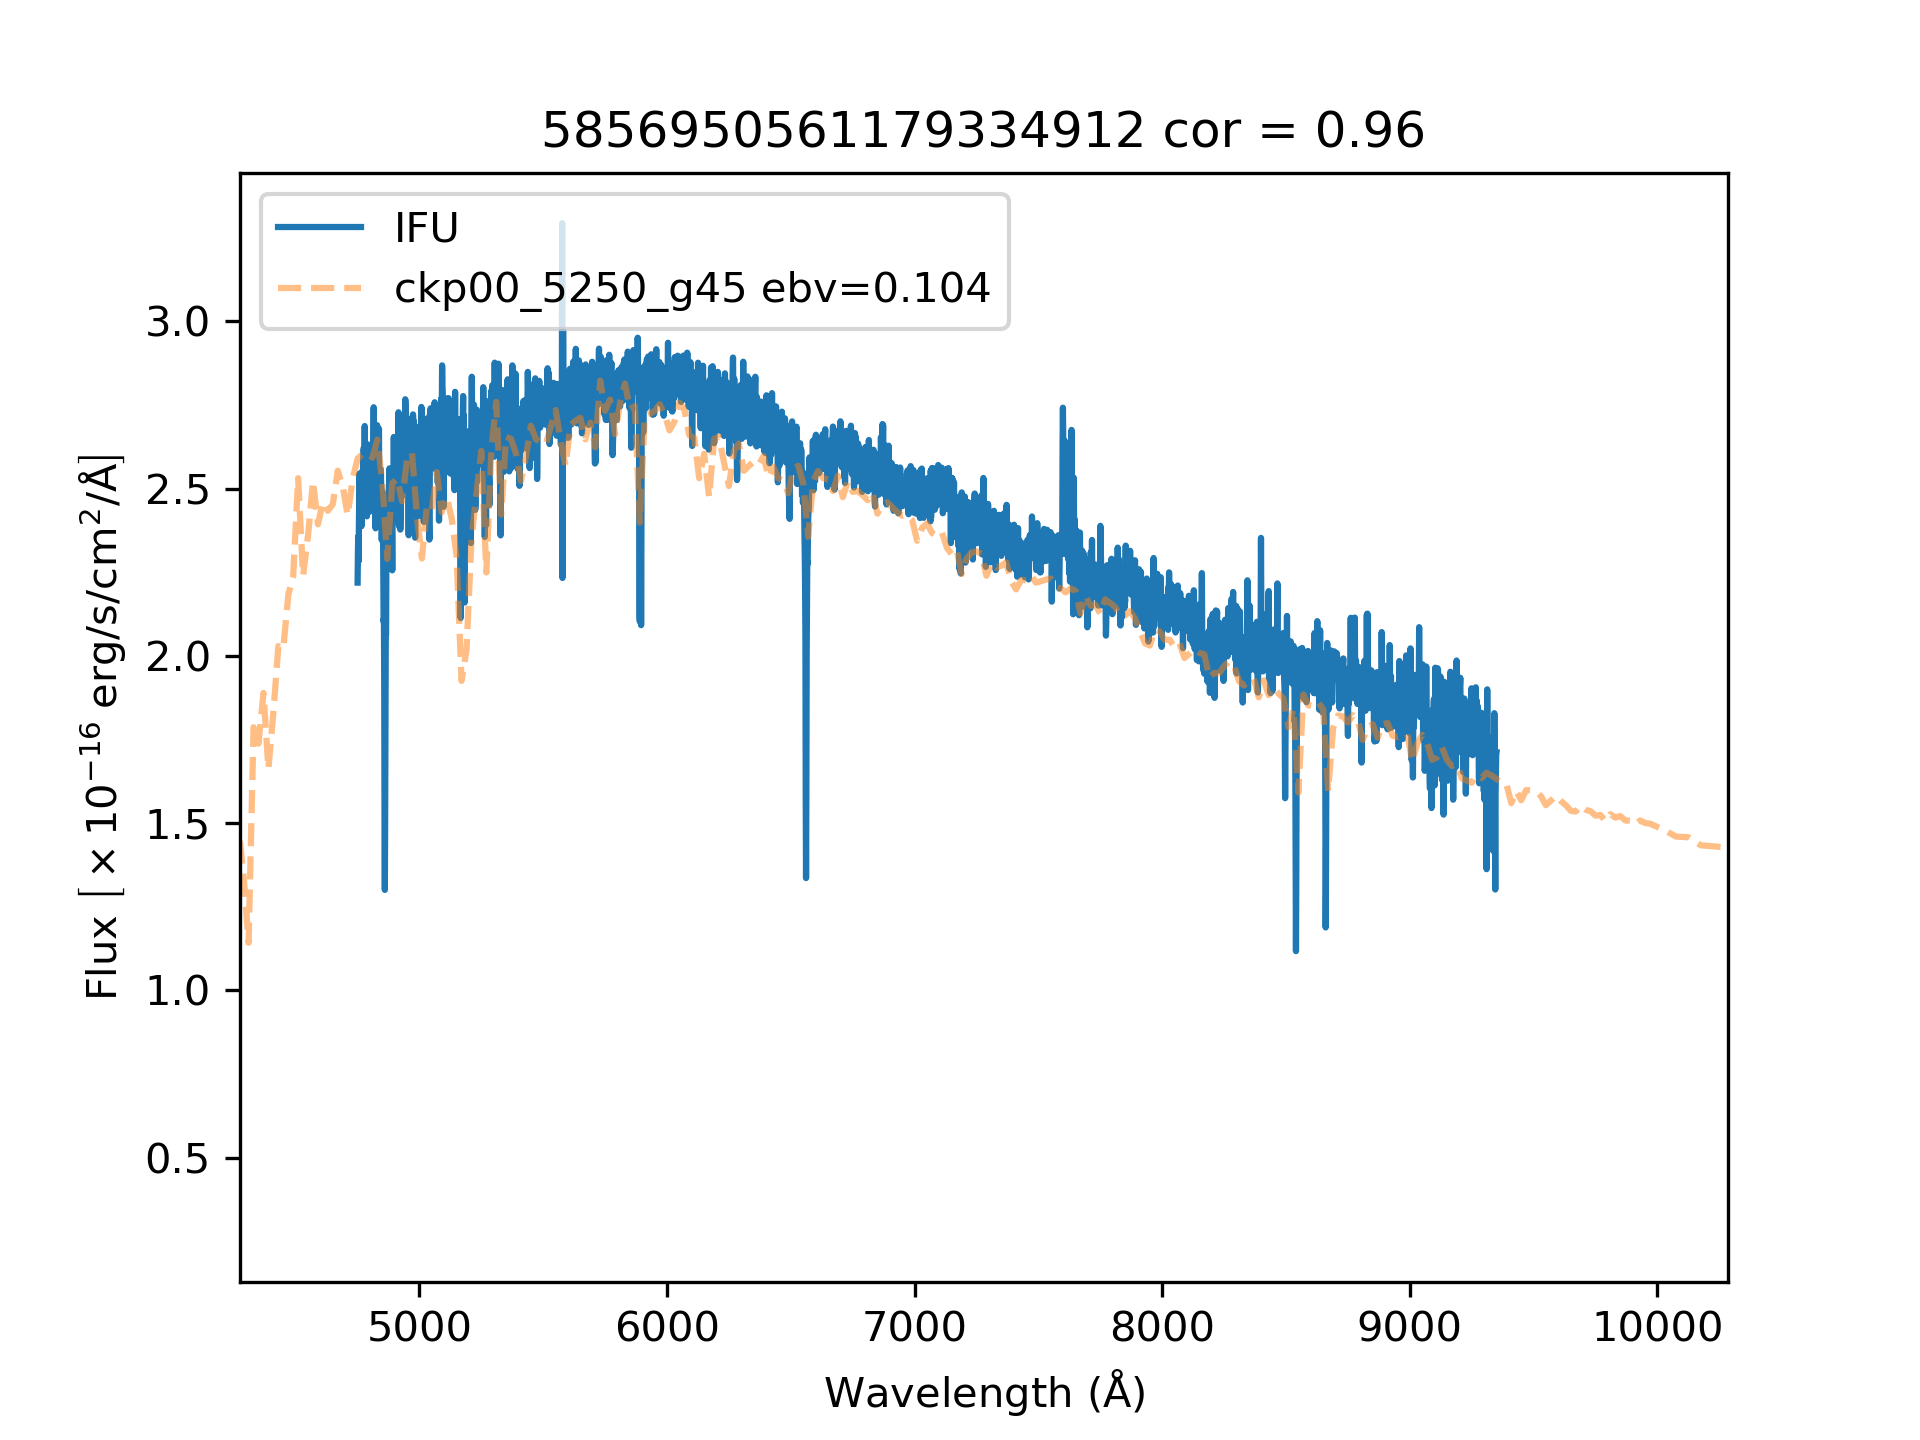 5856950561179334912 cor = 0.96
IFU
ckp00_5250_g45 ebv=0.104
3.0
2.5
2.0
1.5
1.0
0.5
Flux [×10⁻¹⁶ erg/s/cm²/Å]
5000 6000 7000 8000 9000 10000
Wavelength (Å)